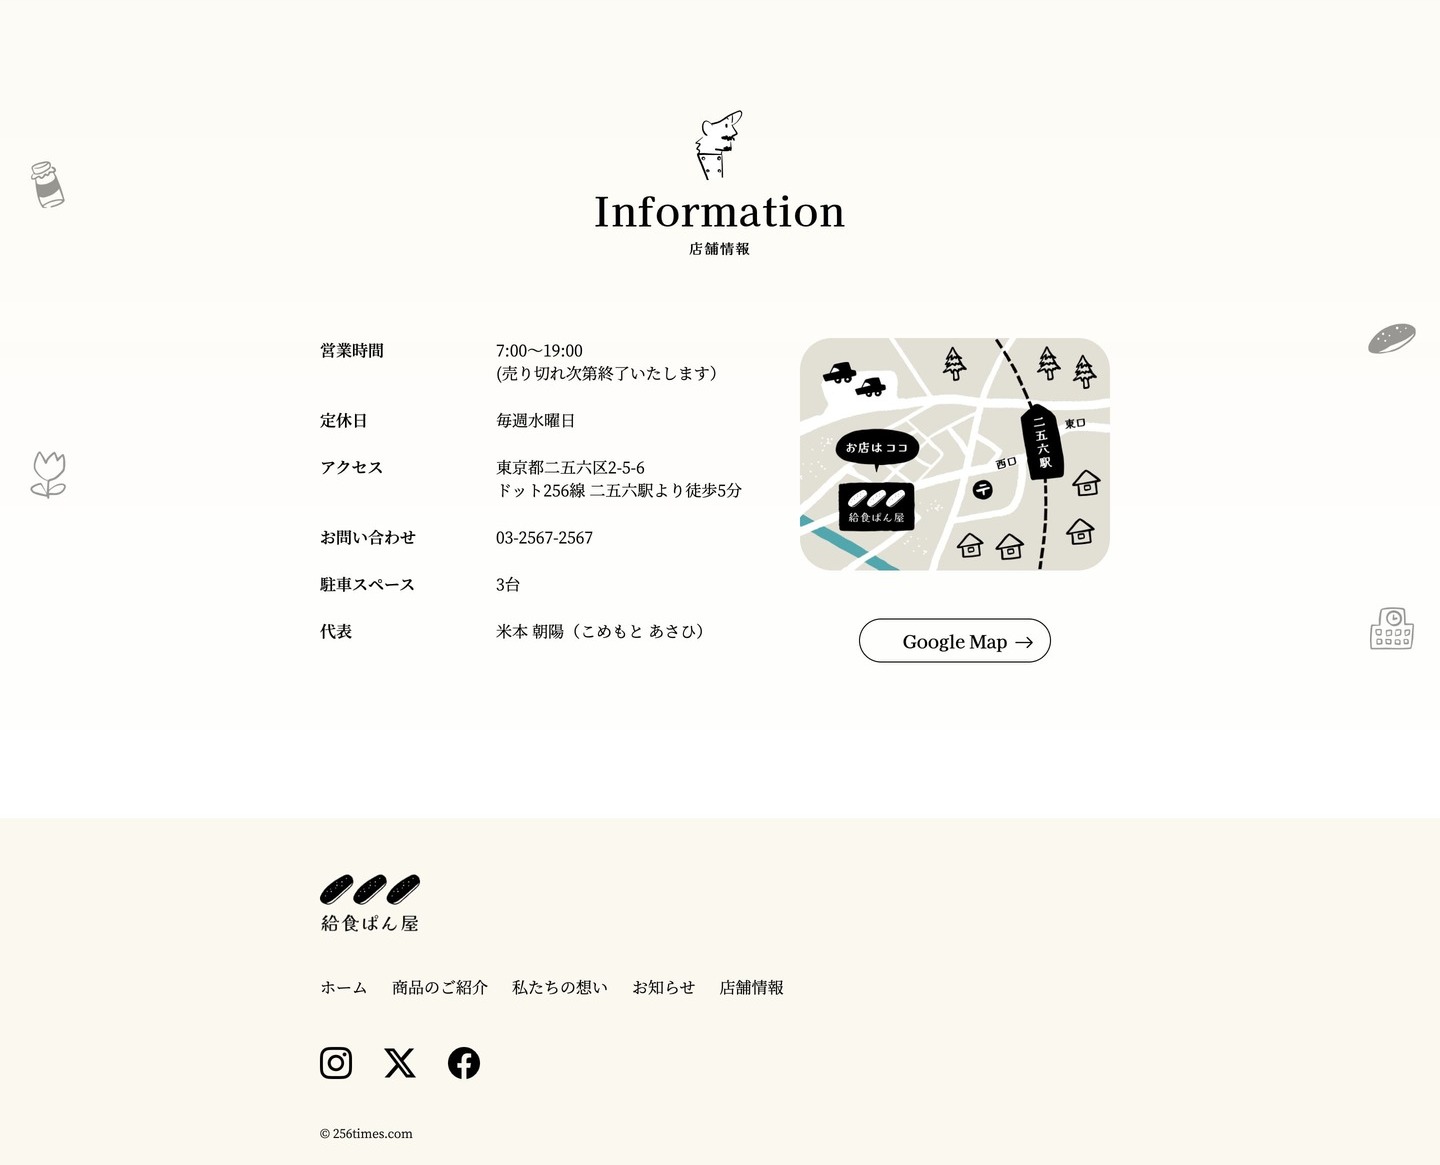 Information
店舗情報
営業時間
7:00〜19:00
(売り切れ次第終了いたします）
定休日
毎週水曜日
アクセス
東京都二五六区2-5-6
ドット256線 二五六駅より徒歩5分
お問い合わせ
03-2567-2567
駐車スペース
3台
代表
米本 朝陽（こめもと あさひ）
二五六駅
東口
お店はココ
西口
給食ぱん屋
Google Map →
給食ぱん屋
ホーム 商品のご紹介 私たちの想い お知らせ 店舗情報
© 256times.com